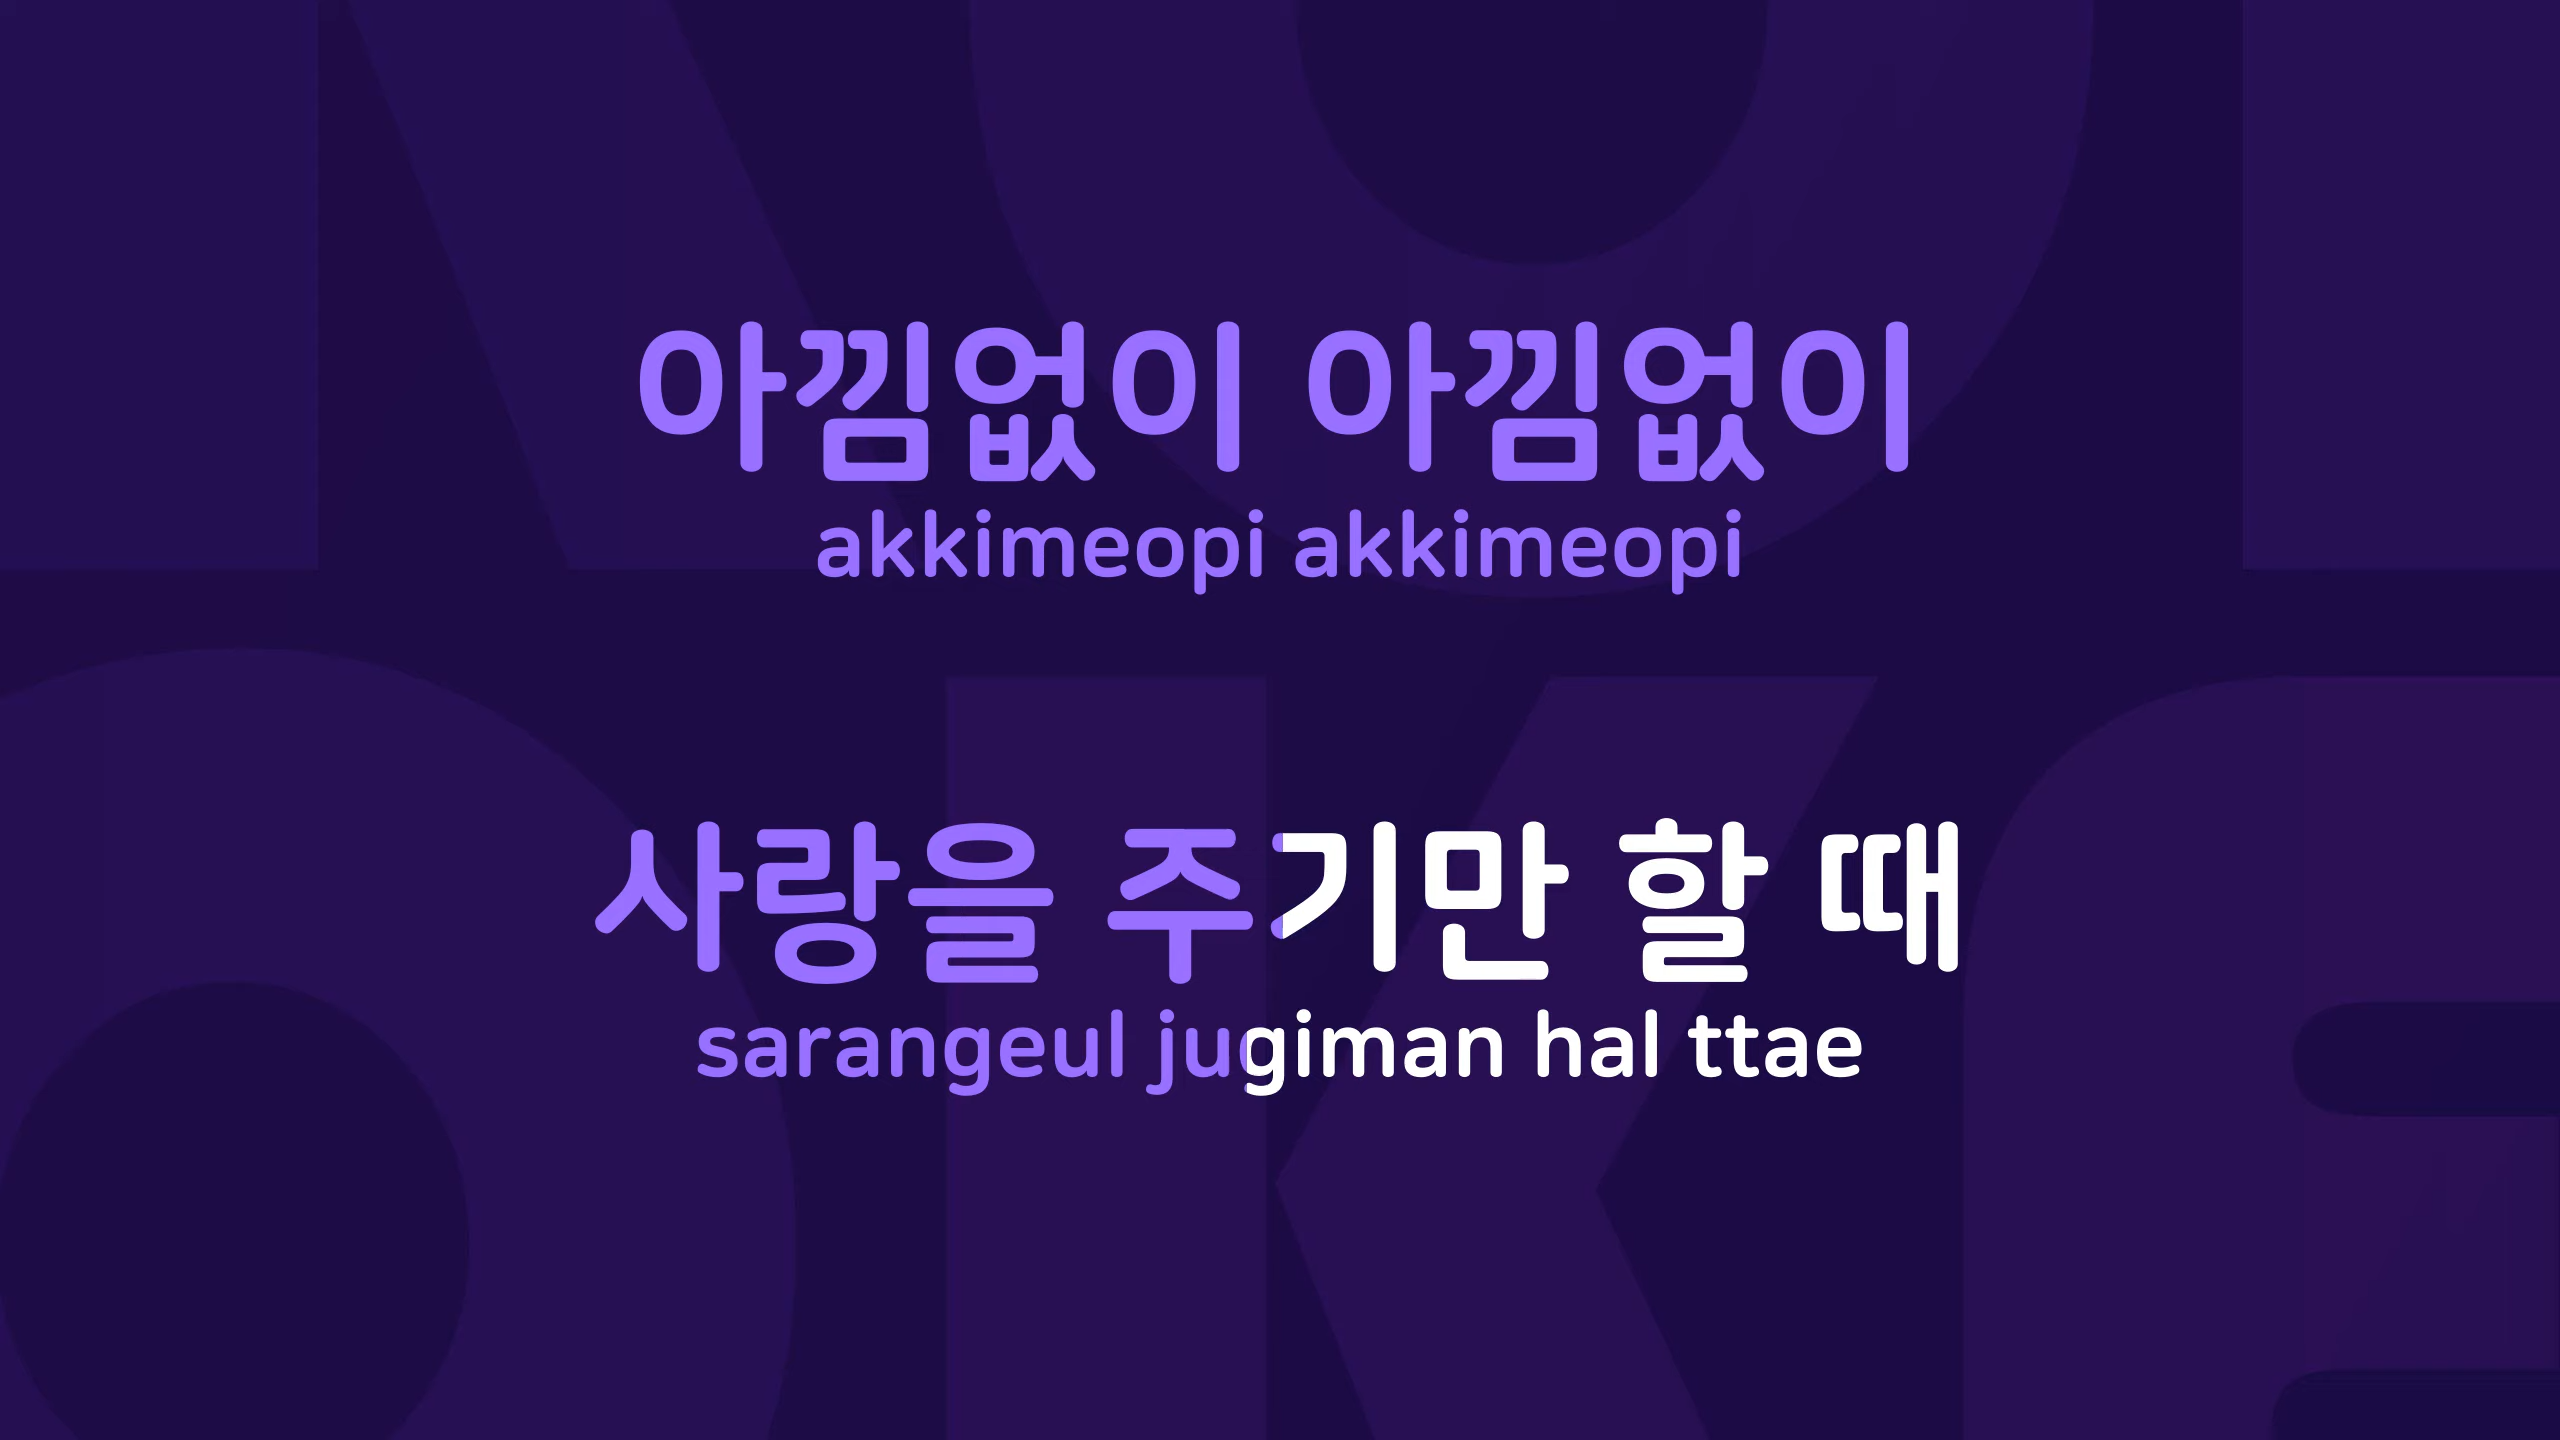 아낌없이 아낌없이
akkimeopi akkimeopi
사랑을 주기만 할 때
sarangeul jugiman hal ttae